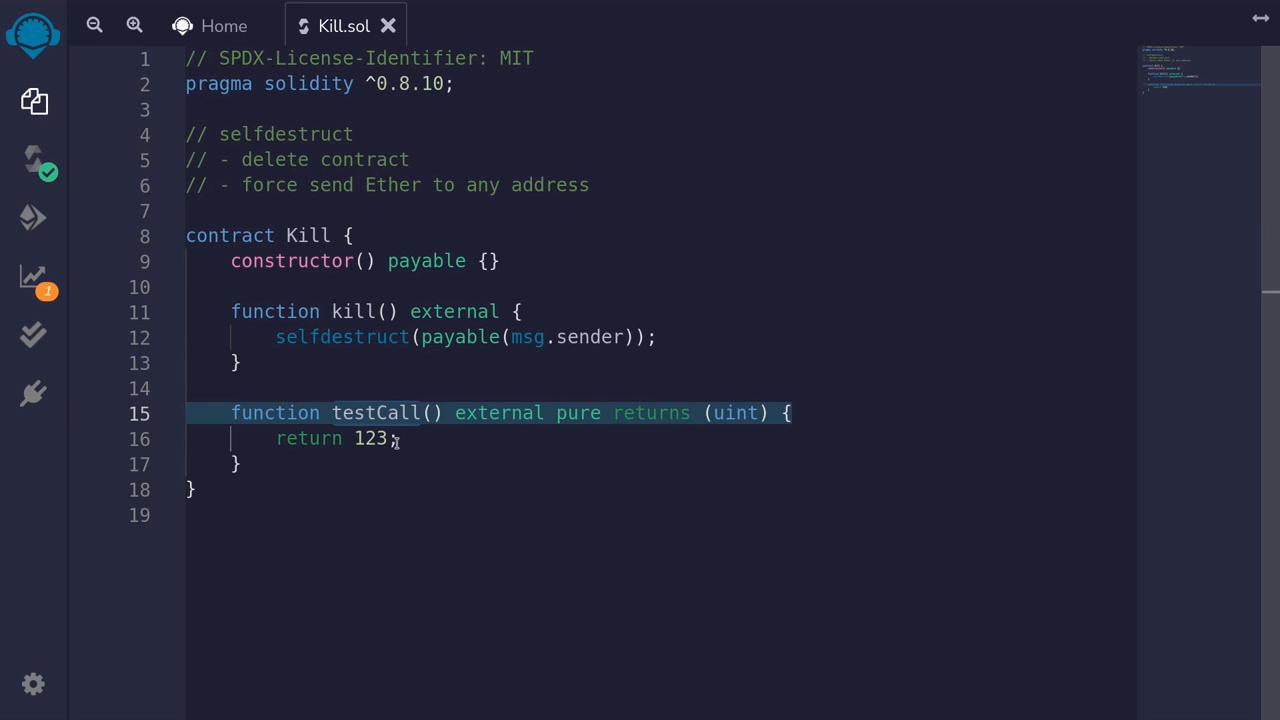 Home
Kill.sol
1 // SPDX-License-Identifier: MIT
2 pragma solidity ^0.8.10;
3
4 // selfdestruct
5 // - delete contract
6 // - force send Ether to any address
7
8 contract Kill {
9     constructor() payable {}
10
11     function kill() external {
12         selfdestruct(payable(msg.sender));
13     }
14
15     function testCall() external pure returns (uint) {
16         return 123;
17     }
18 }
19
1